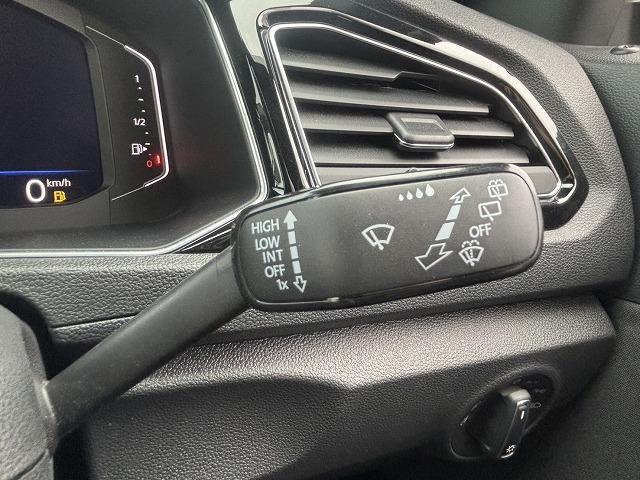 1
1/2
0
0 km/h
HIGH
LOW
INT
OFF
1x
OFF